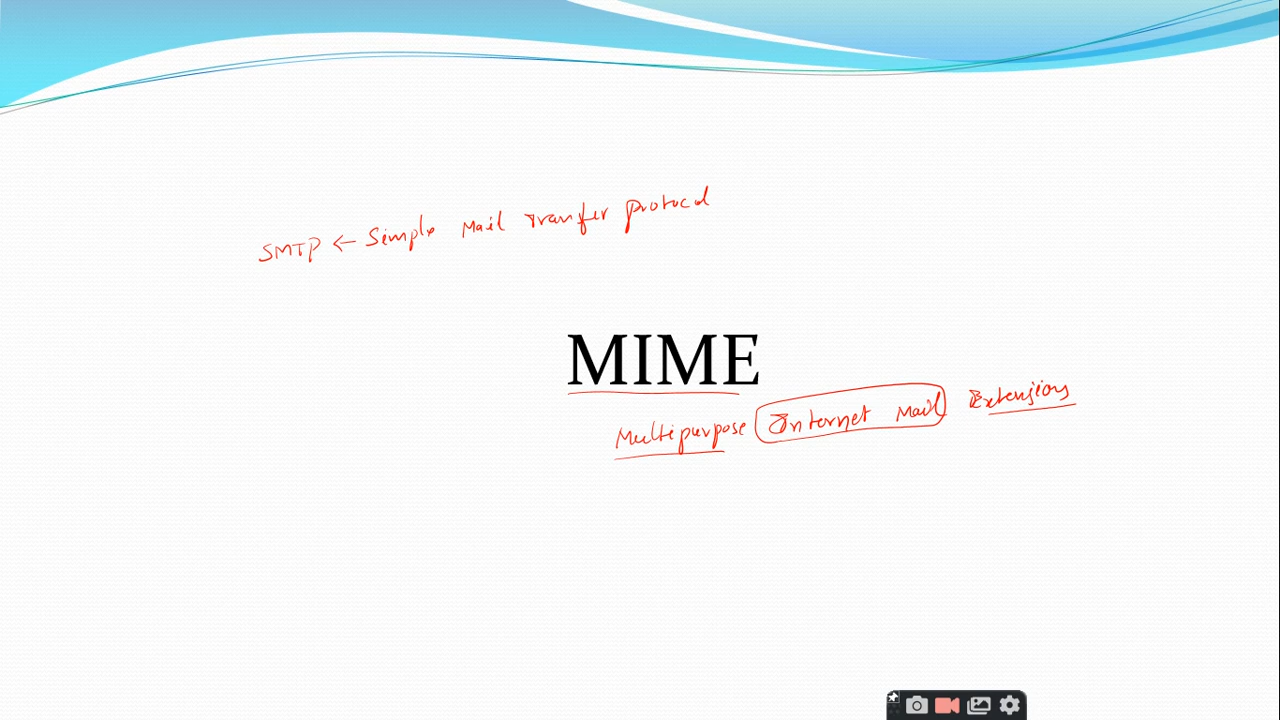 SMTP ← Simple Mail Transfer Protocol
MIME
Multipurpose Internet Mail Extensions